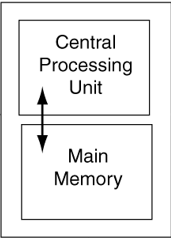 Central
Processing
Unit
Main
Memory